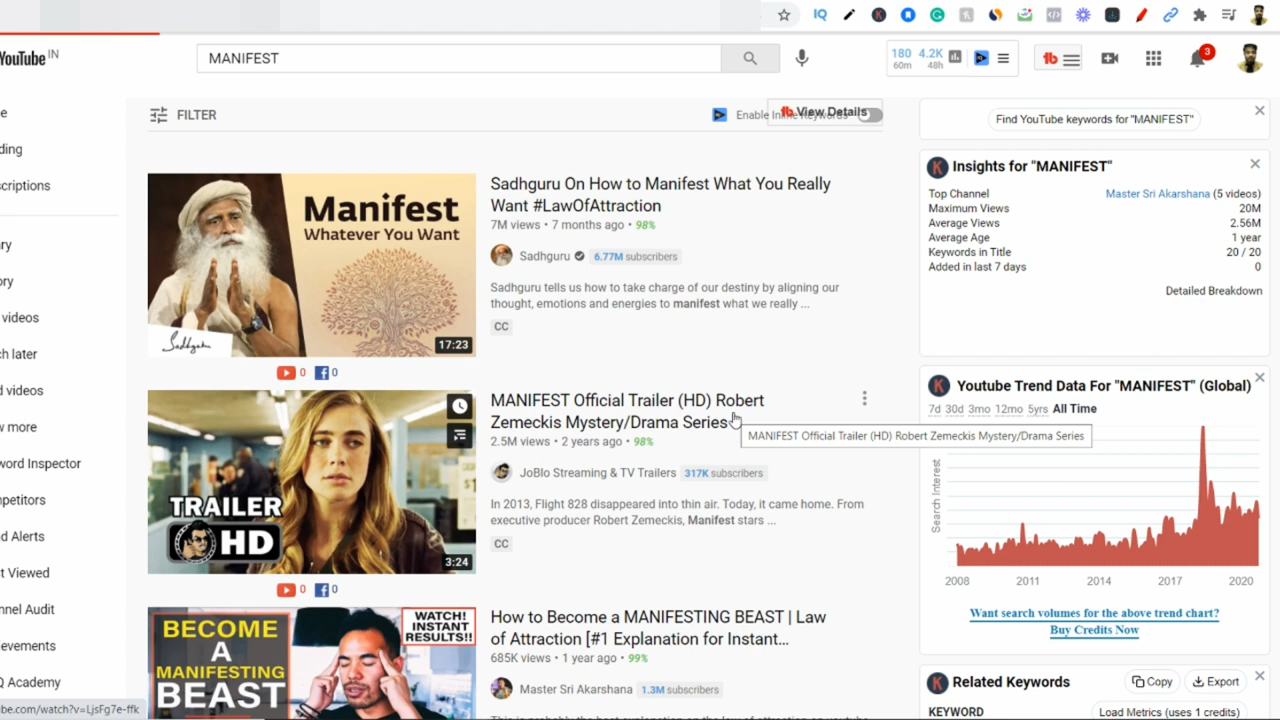 IQ
YouTube IN
MANIFEST
180 4.2K
60m 48h
3
FILTER
View Details
Find YouTube keywords for "MANIFEST"
Insights for "MANIFEST"
Top Channel Master Sri Akarshana (5 videos)
Maximum Views 20M
Average Views 2.56M
Average Age 1 year
Keywords in Title 20 / 20
Added in last 7 days 0
Detailed Breakdown
e
ding
criptions
ry
ory
videos
ch later
d videos
w more
word Inspector
mpetitors
d Alerts
t Viewed
nnel Audit
evements
Q Academy
be.com/watch?v=LjsFg7e-ffk
Manifest
Whatever You Want
Sadhguru
17:23
Sadhguru On How to Manifest What You Really
Want #LawOfAttraction
7M views • 7 months ago • 98%
Sadhguru 6.77M subscribers
Sadhguru tells us how to take charge of our destiny by aligning our
thought, emotions and energies to manifest what we really ...
CC
0 0
TRAILER
HD
3:24
MANIFEST Official Trailer (HD) Robert
Zemeckis Mystery/Drama Series
MANIFEST Official Trailer (HD) Robert Zemeckis Mystery/Drama Series
2.5M views • 2 years ago • 98%
JoBlo Streaming & TV Trailers 317K subscribers
In 2013, Flight 828 disappeared into thin air. Today, it came home. From
executive producer Robert Zemeckis, Manifest stars ...
CC
0 0
BECOME
A
MANIFESTING
BEAST
WATCH!
INSTANT
RESULTS!!
How to Become a MANIFESTING BEAST | Law
of Attraction [#1 Explanation for Instant...
685K views • 1 year ago • 99%
Master Sri Akarshana 1.3M subscribers
Youtube Trend Data For "MANIFEST" (Global)
7d 30d 3mo 12mo 5yrs All Time
Search Interest
2008 2011 2014 2017 2020
Want search volumes for the above trend chart?
Buy Credits Now
Related Keywords Copy Export
KEYWORD Load Metrics (uses 1 credits)